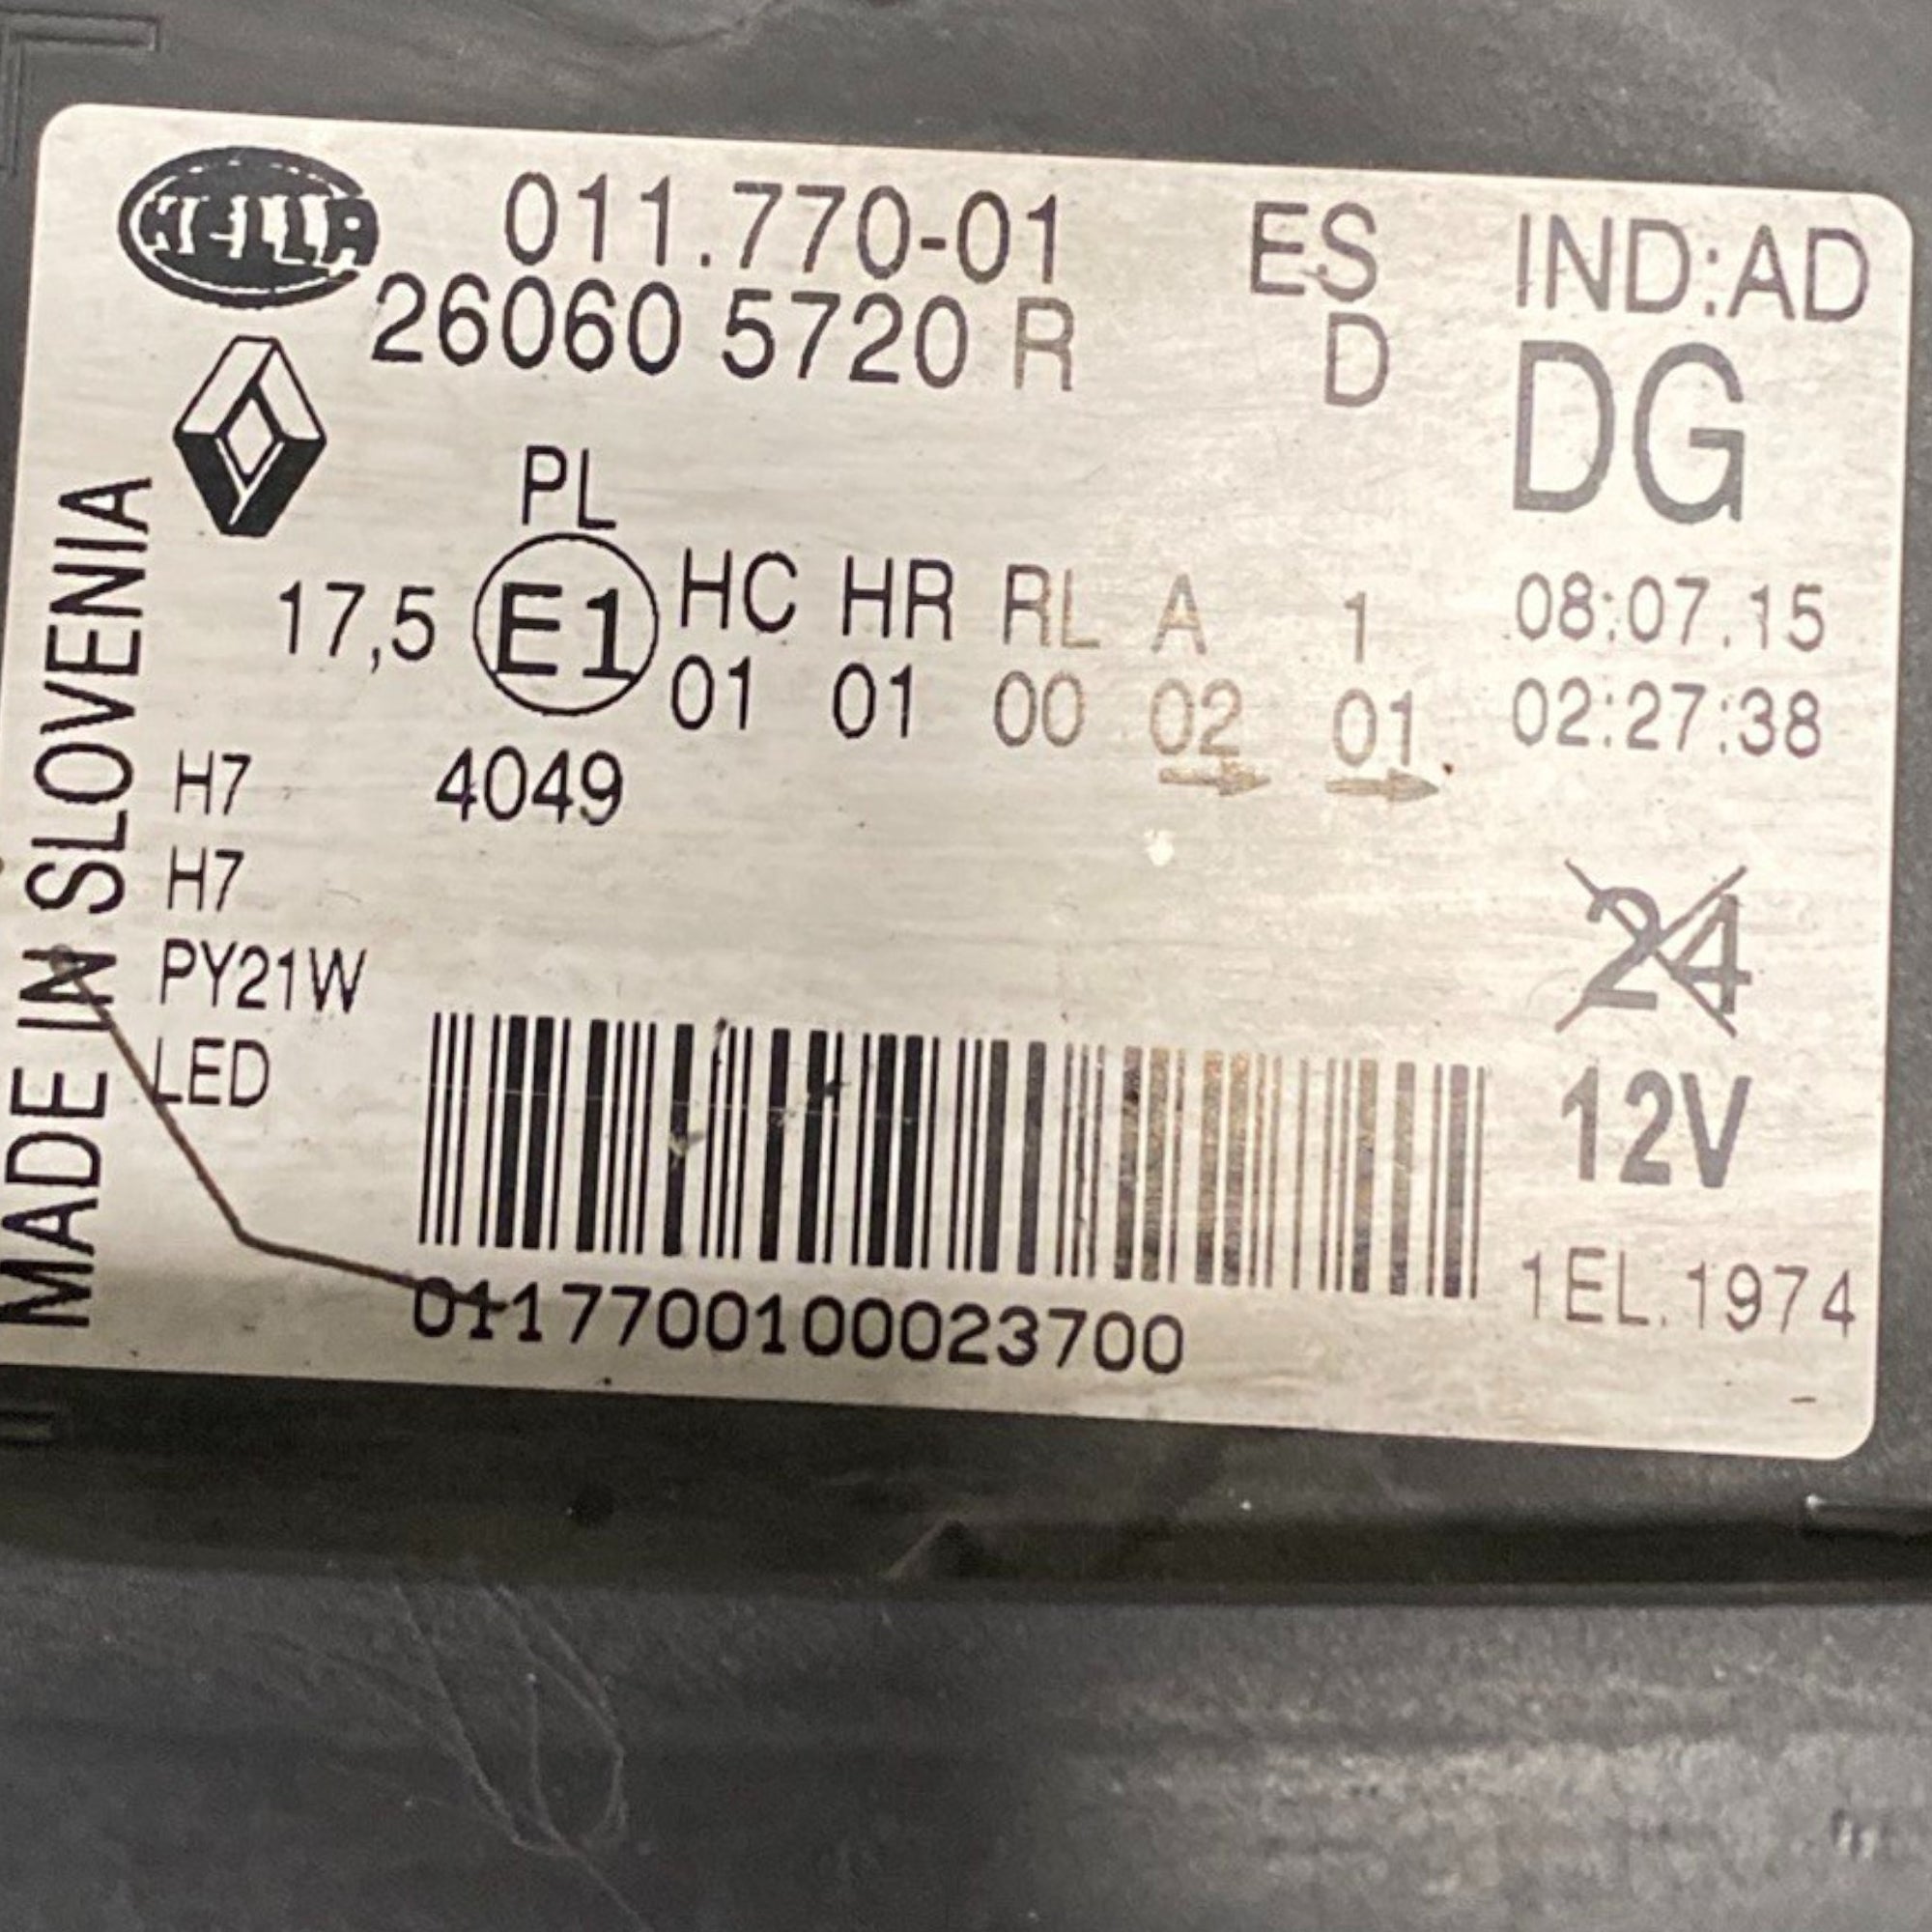 HELLA 011.770-01 ES IND:AD
26060 5720 R D DG
PL
17,5 E1 HC HR RL A 1 08:07.15
01 01 00 02 01 02:27:38
H7 4049
H7
PY21W 24
LED 12V
011770010002​3700 1EL.1974
MADE IN SLOVENIA